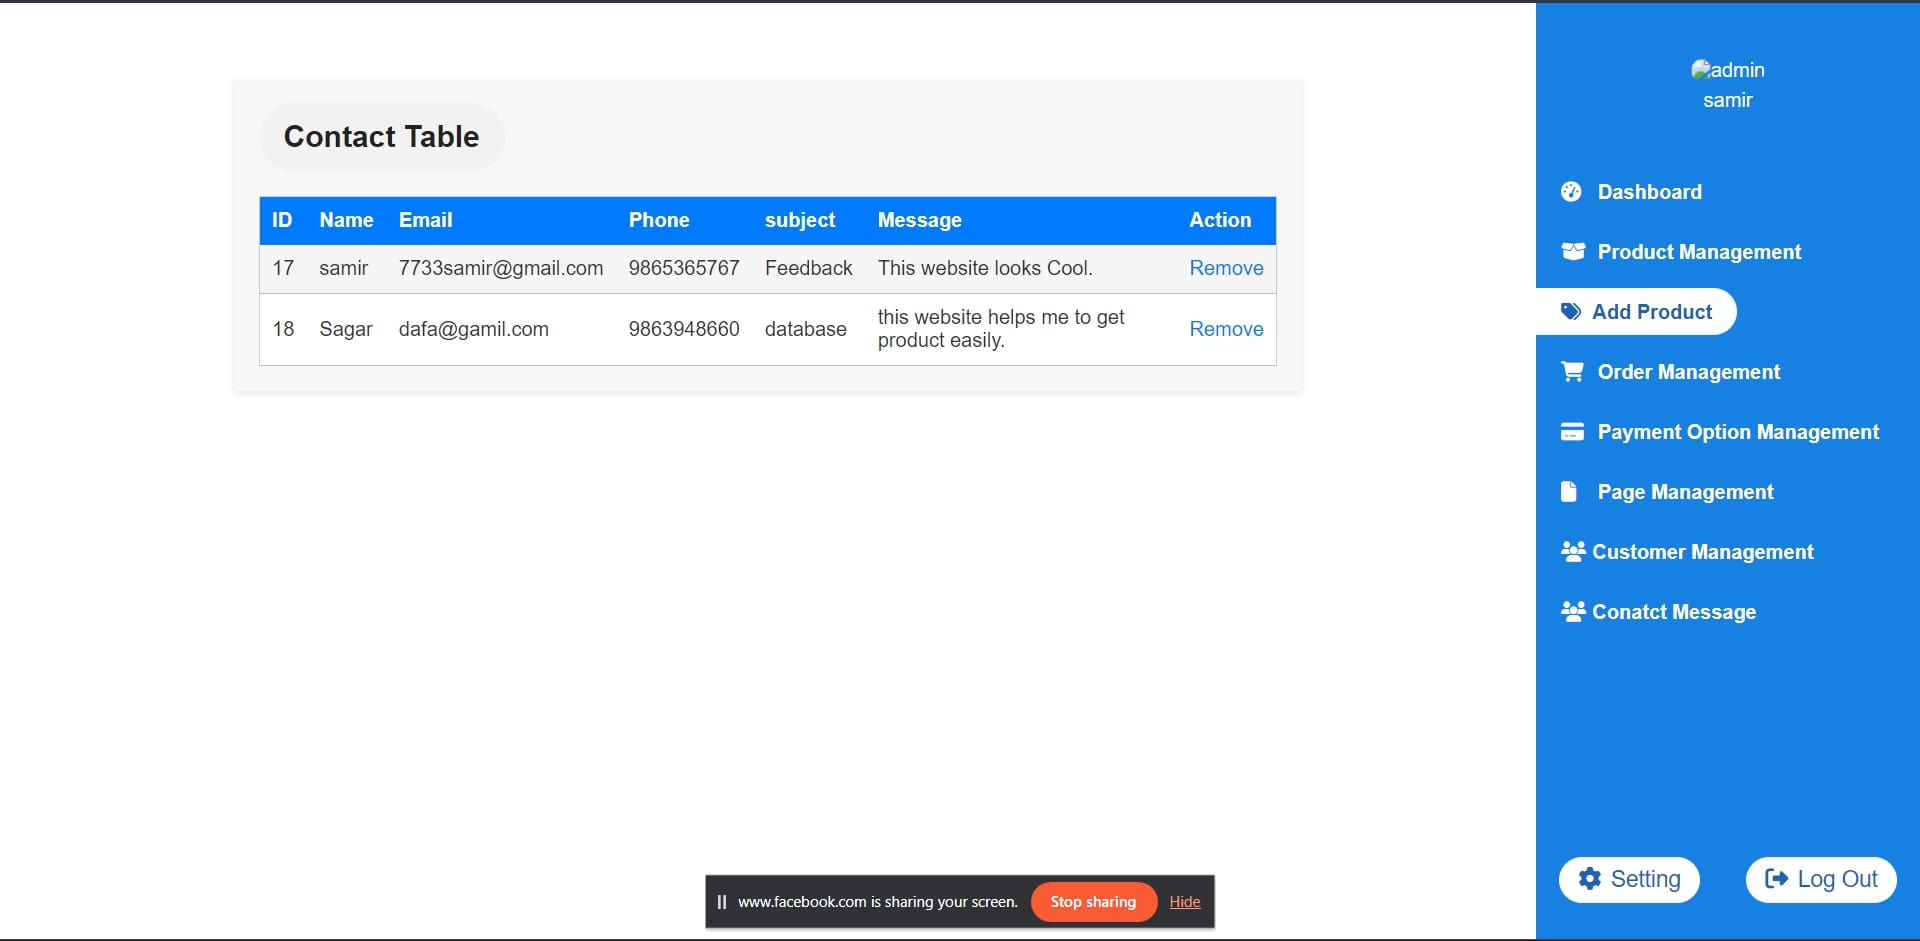 Contact Table
ID Name Email Phone subject Message Action
17 samir 7733samir@gmail.com 9865365767 Feedback This website looks Cool. Remove
18 Sagar dafa@gamil.com 9863948660 database this website helps me to get
product easily. Remove
admin
samir
Dashboard
Product Management
Add Product
Order Management
Payment Option Management
Page Management
Customer Management
Conatct Message
Setting Log Out
www.facebook.com is sharing your screen. Stop sharing Hide